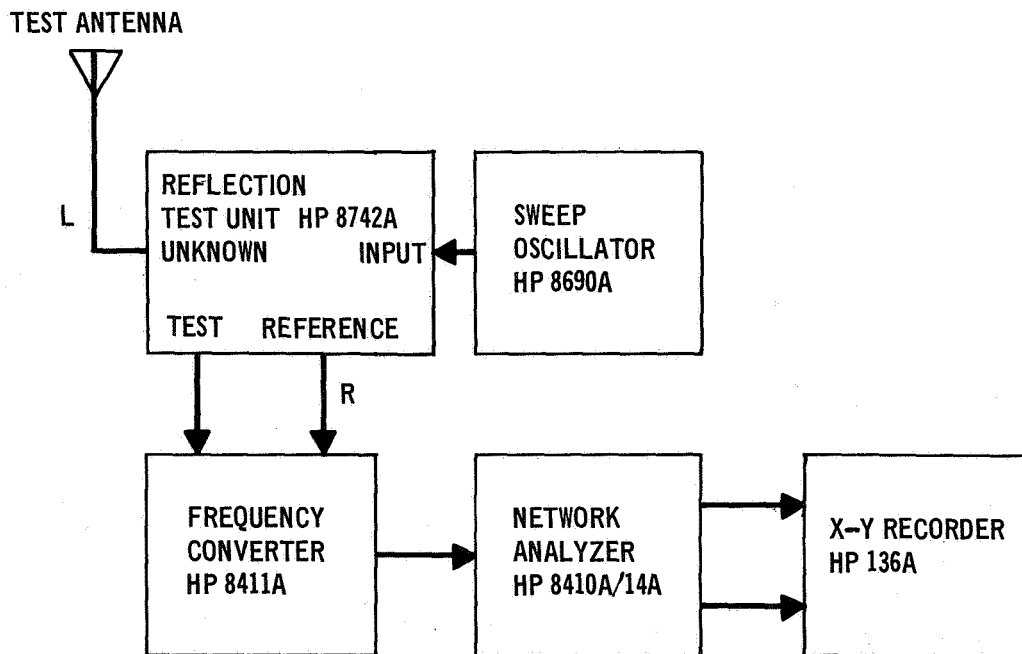 TEST ANTENNA
L
REFLECTION
TEST UNIT HP 8742A
UNKNOWN INPUT
TEST REFERENCE
SWEEP
OSCILLATOR
HP 8690A
R
FREQUENCY
CONVERTER
HP 8411A
NETWORK
ANALYZER
HP 8410A/14A
X-Y RECORDER
HP 136A